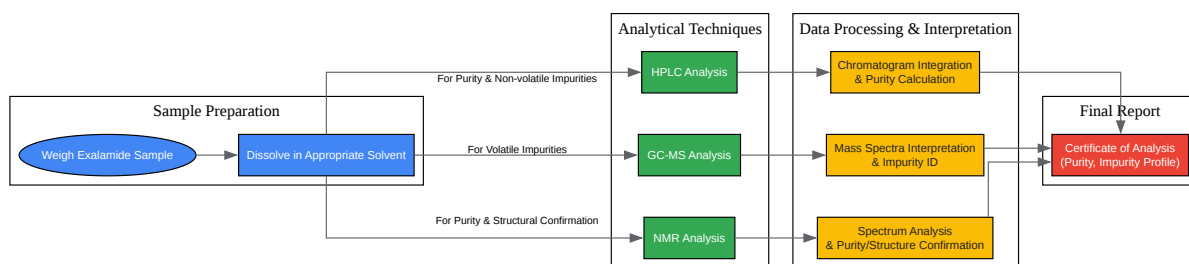 Sample Preparation
Weigh Exalamide Sample
Dissolve in Appropriate Solvent
For Purity & Non-volatile Impurities
For Volatile Impurities
For Purity & Structural Confirmation
Analytical Techniques
HPLC Analysis
GC-MS Analysis
NMR Analysis
Data Processing & Interpretation
Chromatogram Integration
& Purity Calculation
Mass Spectra Interpretation
& Impurity ID
Spectrum Analysis
& Purity/Structure Confirmation
Final Report
Certificate of Analysis
(Purity, Impurity Profile)